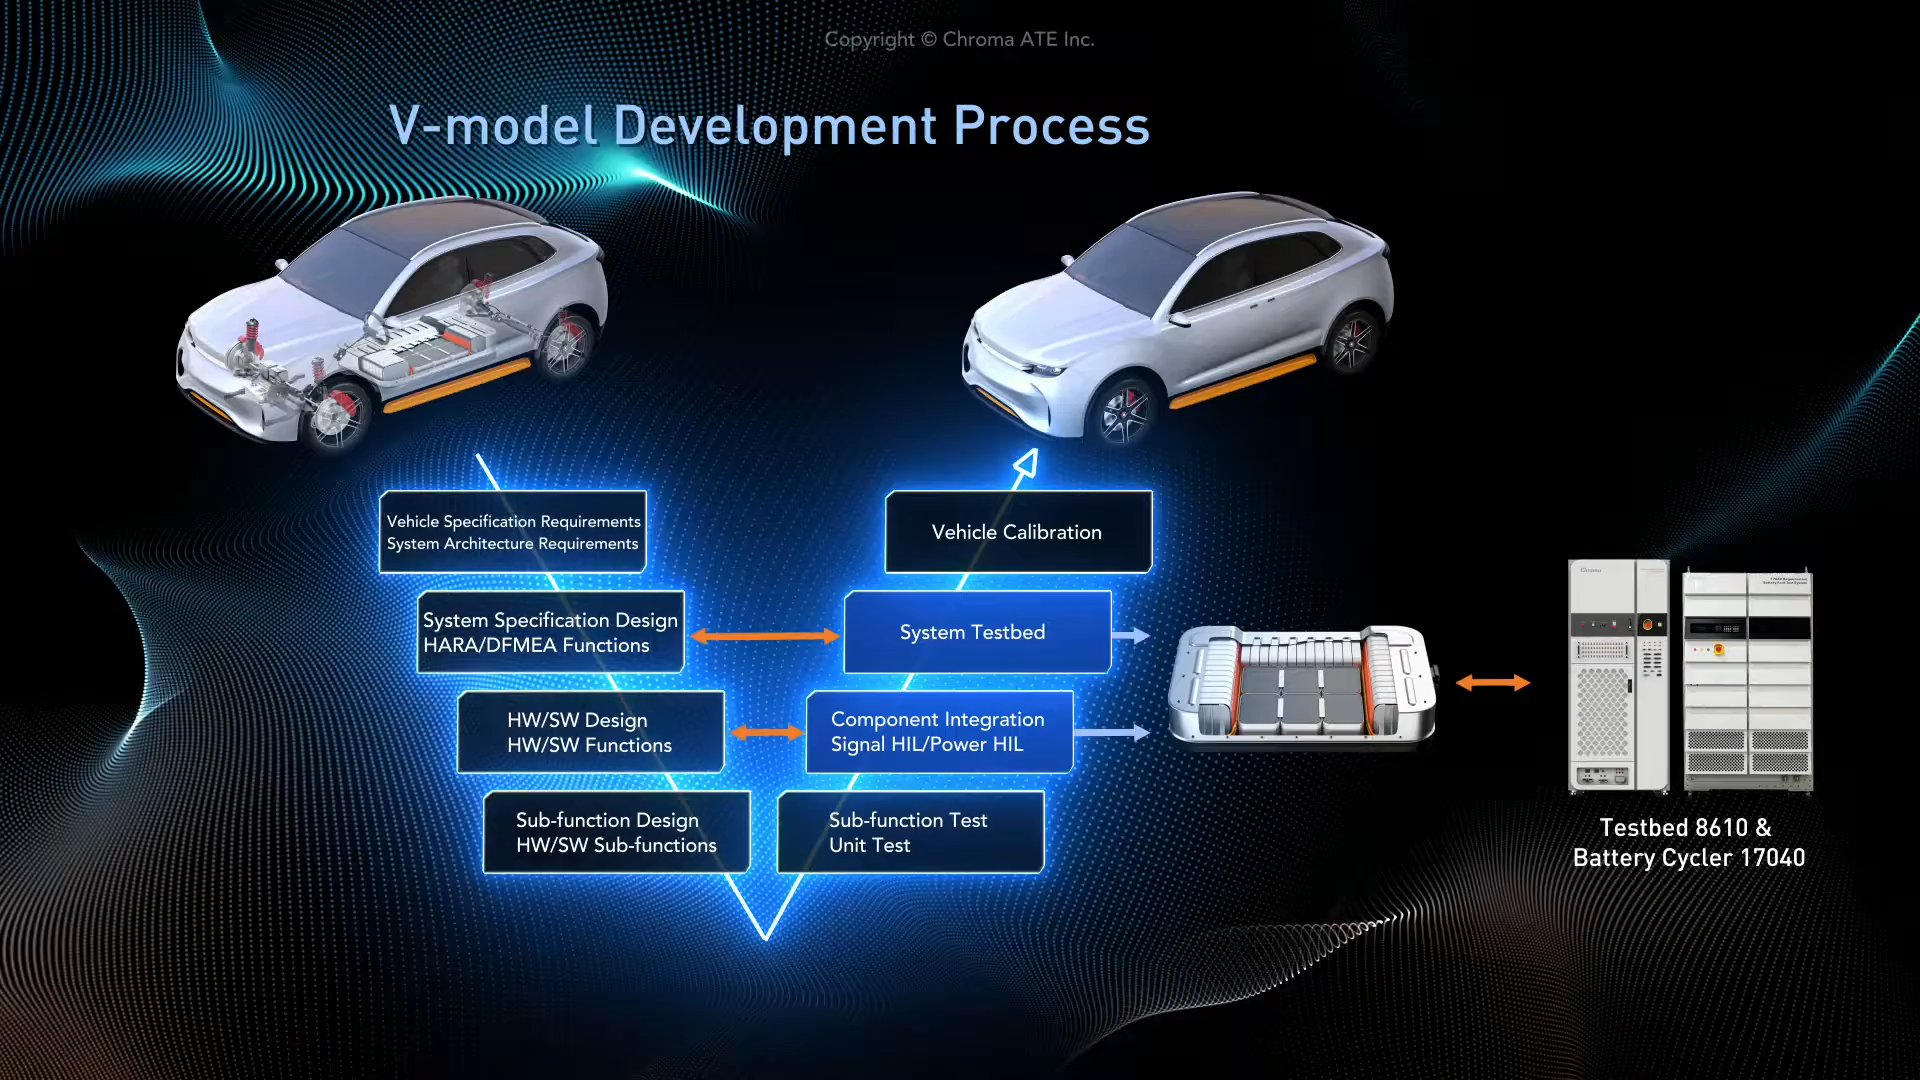 Copyright © Chroma ATE Inc.
V-model Development Process
Vehicle Specification Requirements
System Architecture Requirements
Vehicle Calibration
System Specification Design
HARA/DFMEA Functions
System Testbed
HW/SW Design
HW/SW Functions
Component Integration
Signal HIL/Power HIL
Sub-function Design
HW/SW Sub-functions
Sub-function Test
Unit Test
Chroma
Testbed 8610 &
Battery Cycler 17040